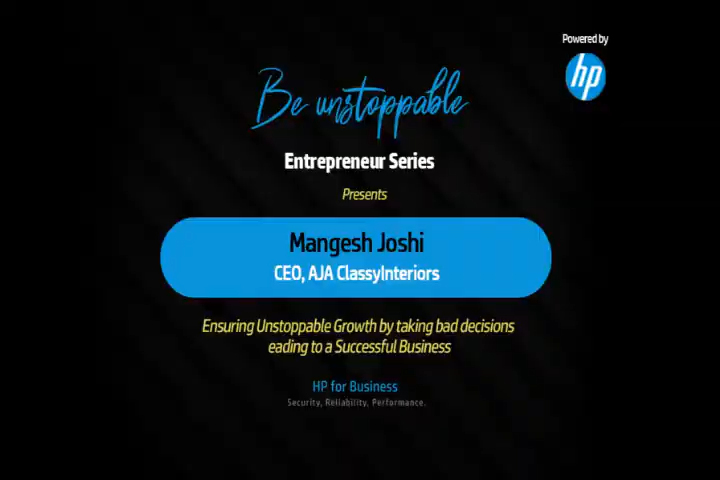 Powered by
hp
Be unstoppable
Entrepreneur Series
Presents
Mangesh Joshi
CEO, AJA ClassyInteriors
Ensuring Unstoppable Growth by taking bad decisions
eading to a Successful Business
HP for Business
Security, Reliability, Performance.